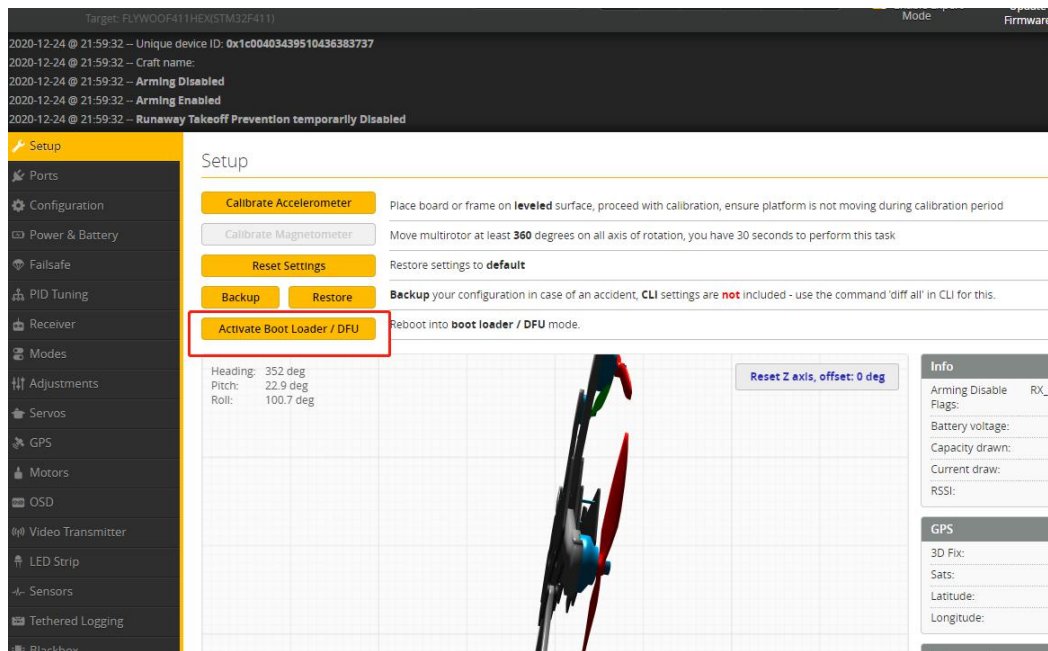 Target: FLYWOOF411HEX(STM32F411)
Mode
Firmware
2020-12-24 @ 21:59:32 -- Unique device ID: 0x1c00403439510436383737
2020-12-24 @ 21:59:32 -- Craft name:
2020-12-24 @ 21:59:32 -- Arming Disabled
2020-12-24 @ 21:59:32 -- Arming Enabled
2020-12-24 @ 21:59:32 -- Runaway Takeoff Prevention temporarily Disabled
Setup
Ports
Configuration
Power & Battery
Failsafe
PID Tuning
Receiver
Modes
Adjustments
Servos
GPS
Motors
OSD
Video Transmitter
LED Strip
Sensors
Tethered Logging
Blackbox
Setup
Calibrate Accelerometer
Place board or frame on leveled surface, proceed with calibration, ensure platform is not moving during calibration period
Calibrate Magnetometer
Move multirotor at least 360 degrees on all axis of rotation, you have 30 seconds to perform this task
Reset Settings
Restore settings to default
Backup
Restore
Backup your configuration in case of an accident, CLI settings are not included - use the command 'diff all' in CLI for this.
Activate Boot Loader / DFU
Reboot into boot loader / DFU mode.
Heading: 352 deg
Pitch: 22.9 deg
Roll: 100.7 deg
Reset Z axis, offset: 0 deg
Info
Arming Disable RX_
Flags:
Battery voltage:
Capacity drawn:
Current draw:
RSSI:
GPS
3D Fix:
Sats:
Latitude:
Longitude: